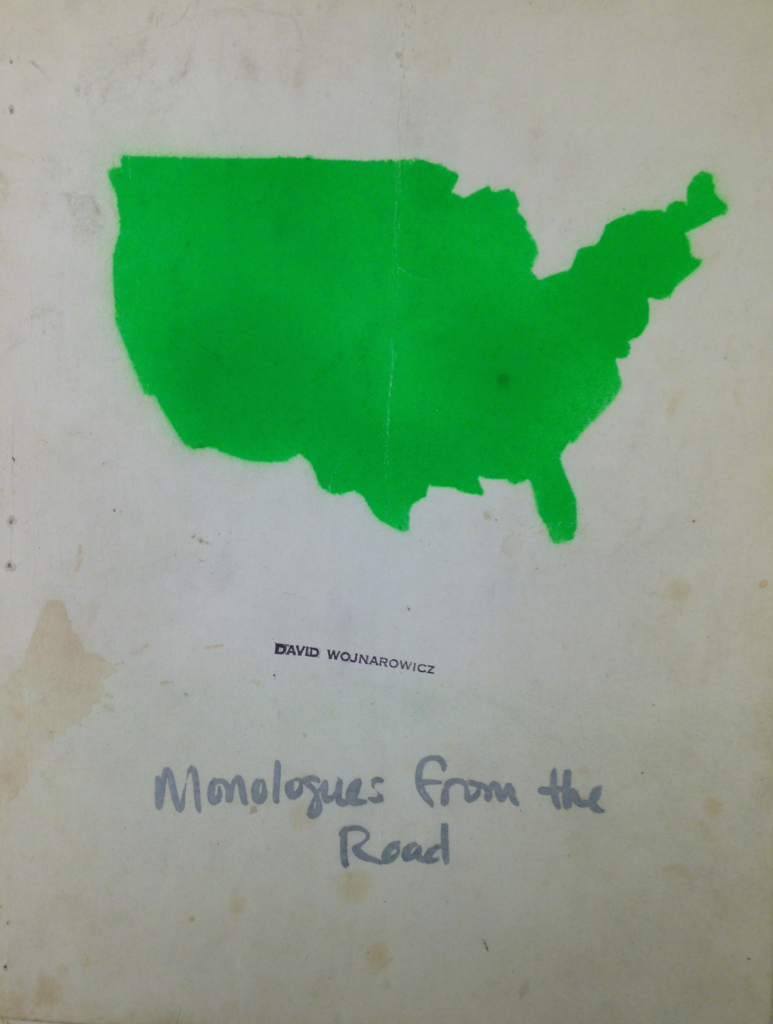 DAVID WOJNAROWICZ
Monologues from the
Road